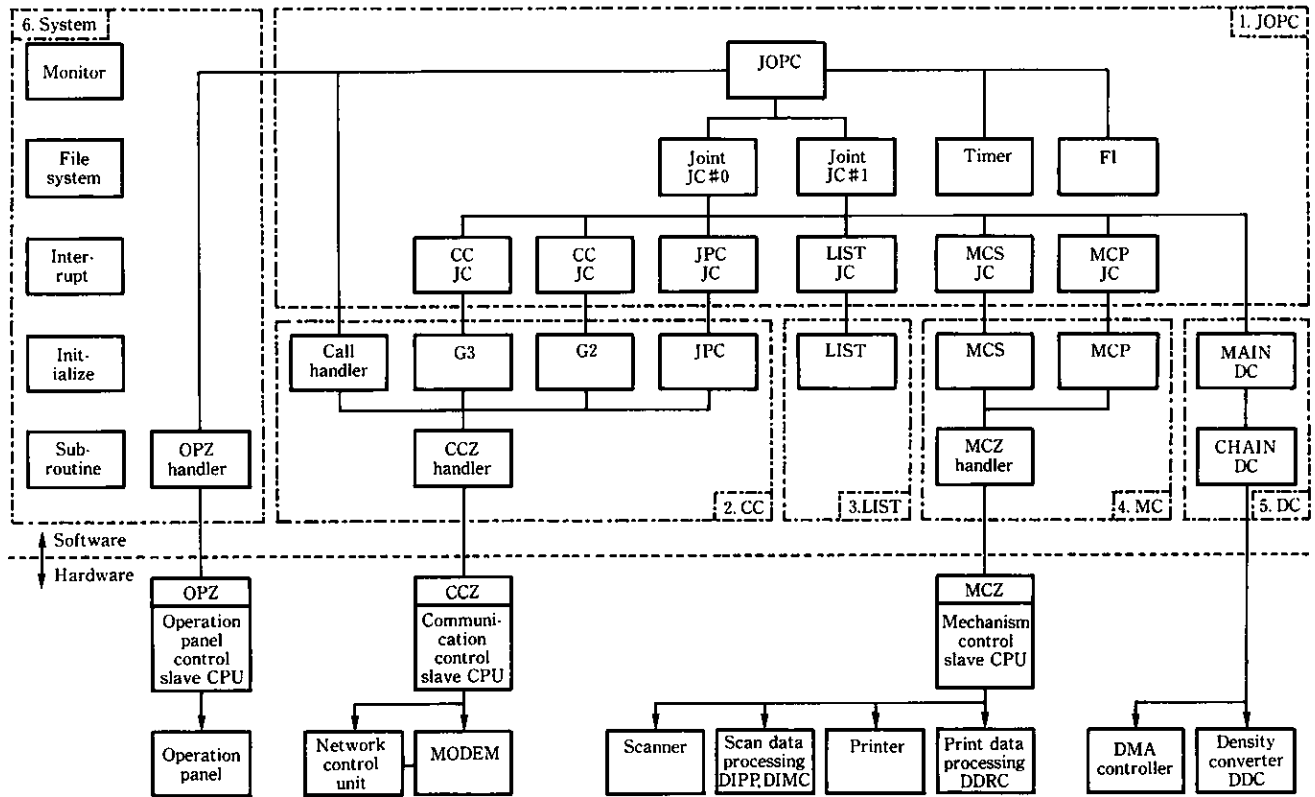 6. System
1. JOPC
Monitor
JOPC
File
system
Joint
JC#0
Joint
JC#1
Timer
FI
Inter-
rupt
CC
JC
CC
JC
JPC
JC
LIST
JC
MCS
JC
MCP
JC
Init-
ialize
Call
handler
G3
G2
JPC
LIST
MCS
MCP
MAIN
DC
Sub-
routine
OPZ
handler
CCZ
handler
MCZ
handler
CHAIN
DC
2. CC
3.LIST
4. MC
5. DC
Software
Hardware
OPZ
Operation
panel
control
slave CPU
CCZ
Communi-
cation
control
slave CPU
MCZ
Mechanism
control
slave CPU
Operation
panel
Network
control
unit
MODEM
Scanner
Scan data
processing
DIPP, DIMC
Printer
Print data
processing
DDRC
DMA
controller
Density
converter
DDC